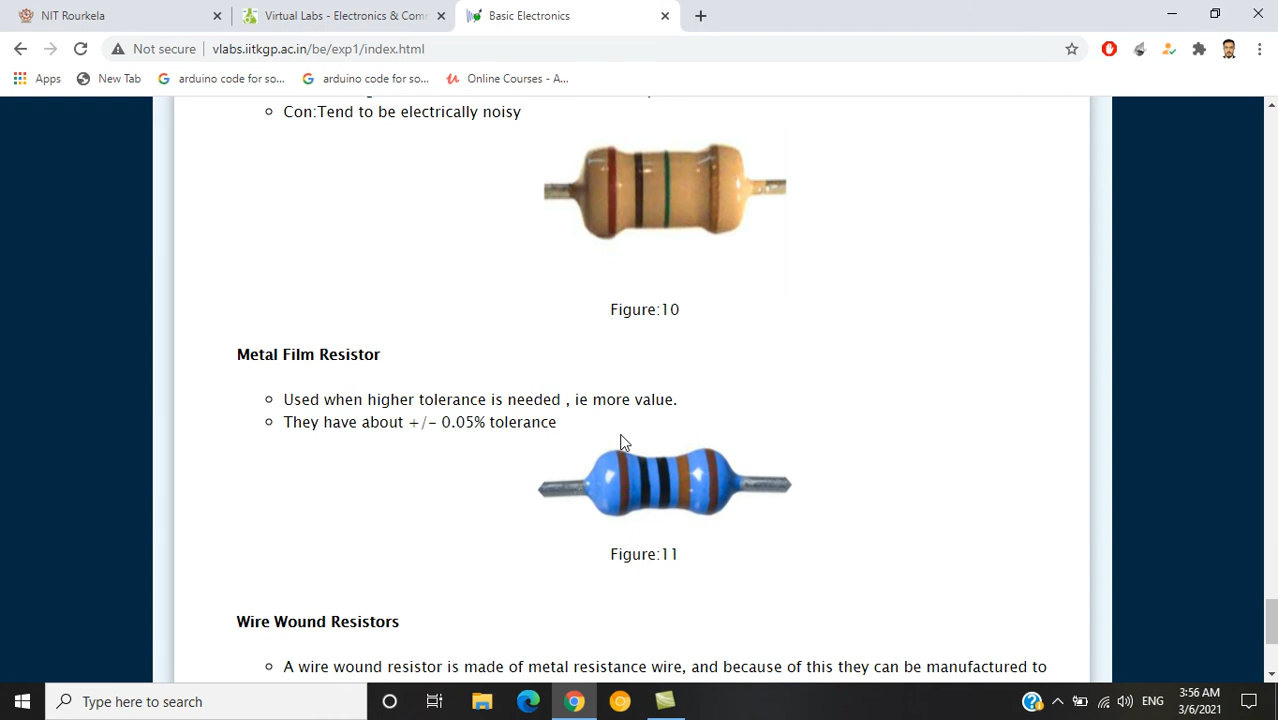 NIT Rourkela
Virtual Labs - Electronics & Comm
Basic Electronics
Not secure
vlabs.iitkgp.ac.in/be/exp1/index.html
Apps
New Tab
arduino code for so...
arduino code for so...
Online Courses - A...
Con:Tend to be electrically noisy
Figure:10
Metal Film Resistor
Used when higher tolerance is needed , ie more value.
They have about +/- 0.05% tolerance
Figure:11
Wire Wound Resistors
A wire wound resistor is made of metal resistance wire, and because of this they can be manufactured to
Type here to search
ENG
3:56 AM
3/6/2021